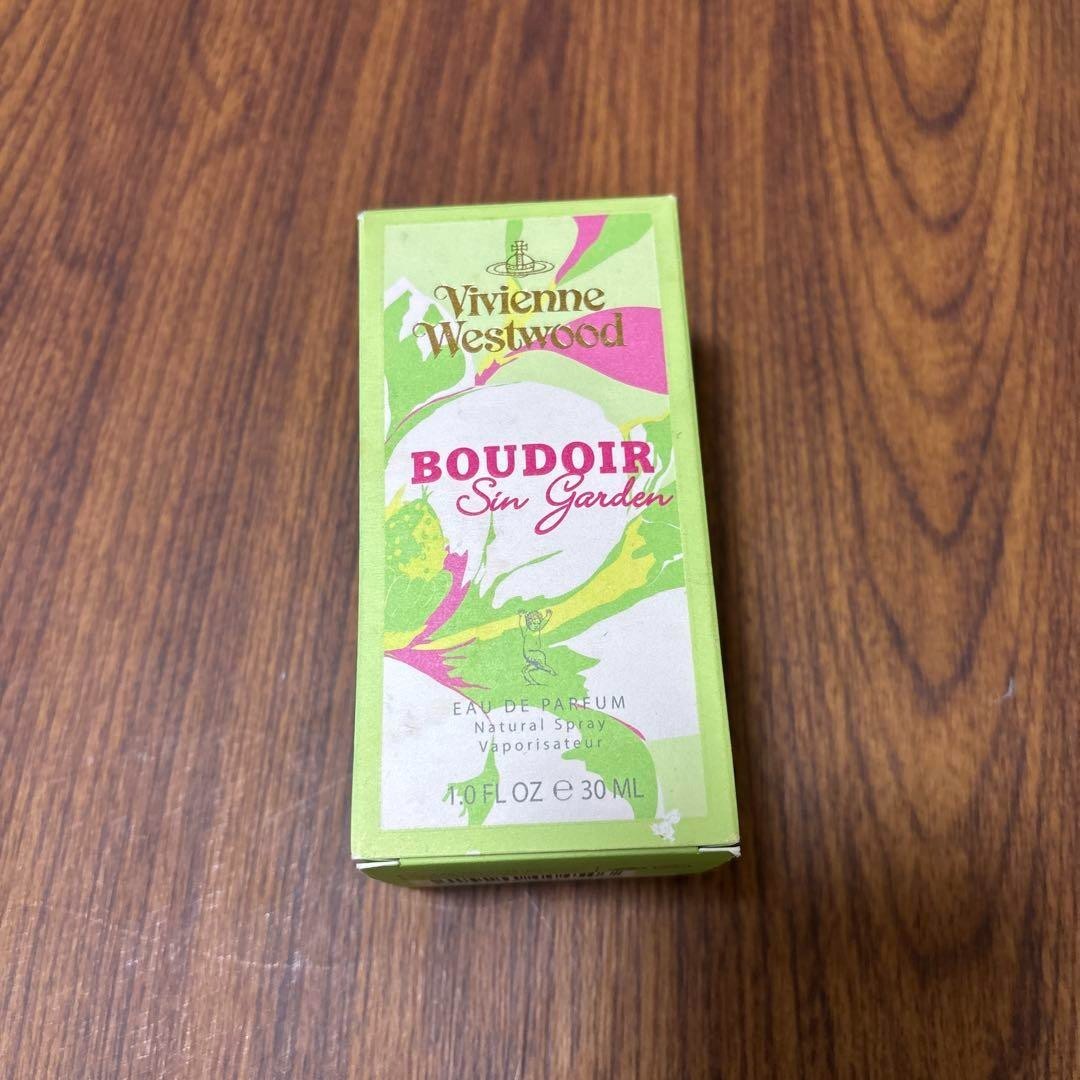 Vivienne
Westwood
BOUDOIR
Sin Garden
EAU DE PARFUM
Natural Spray
Vaporisateur
1.0 FL OZ ℮ 30 ML